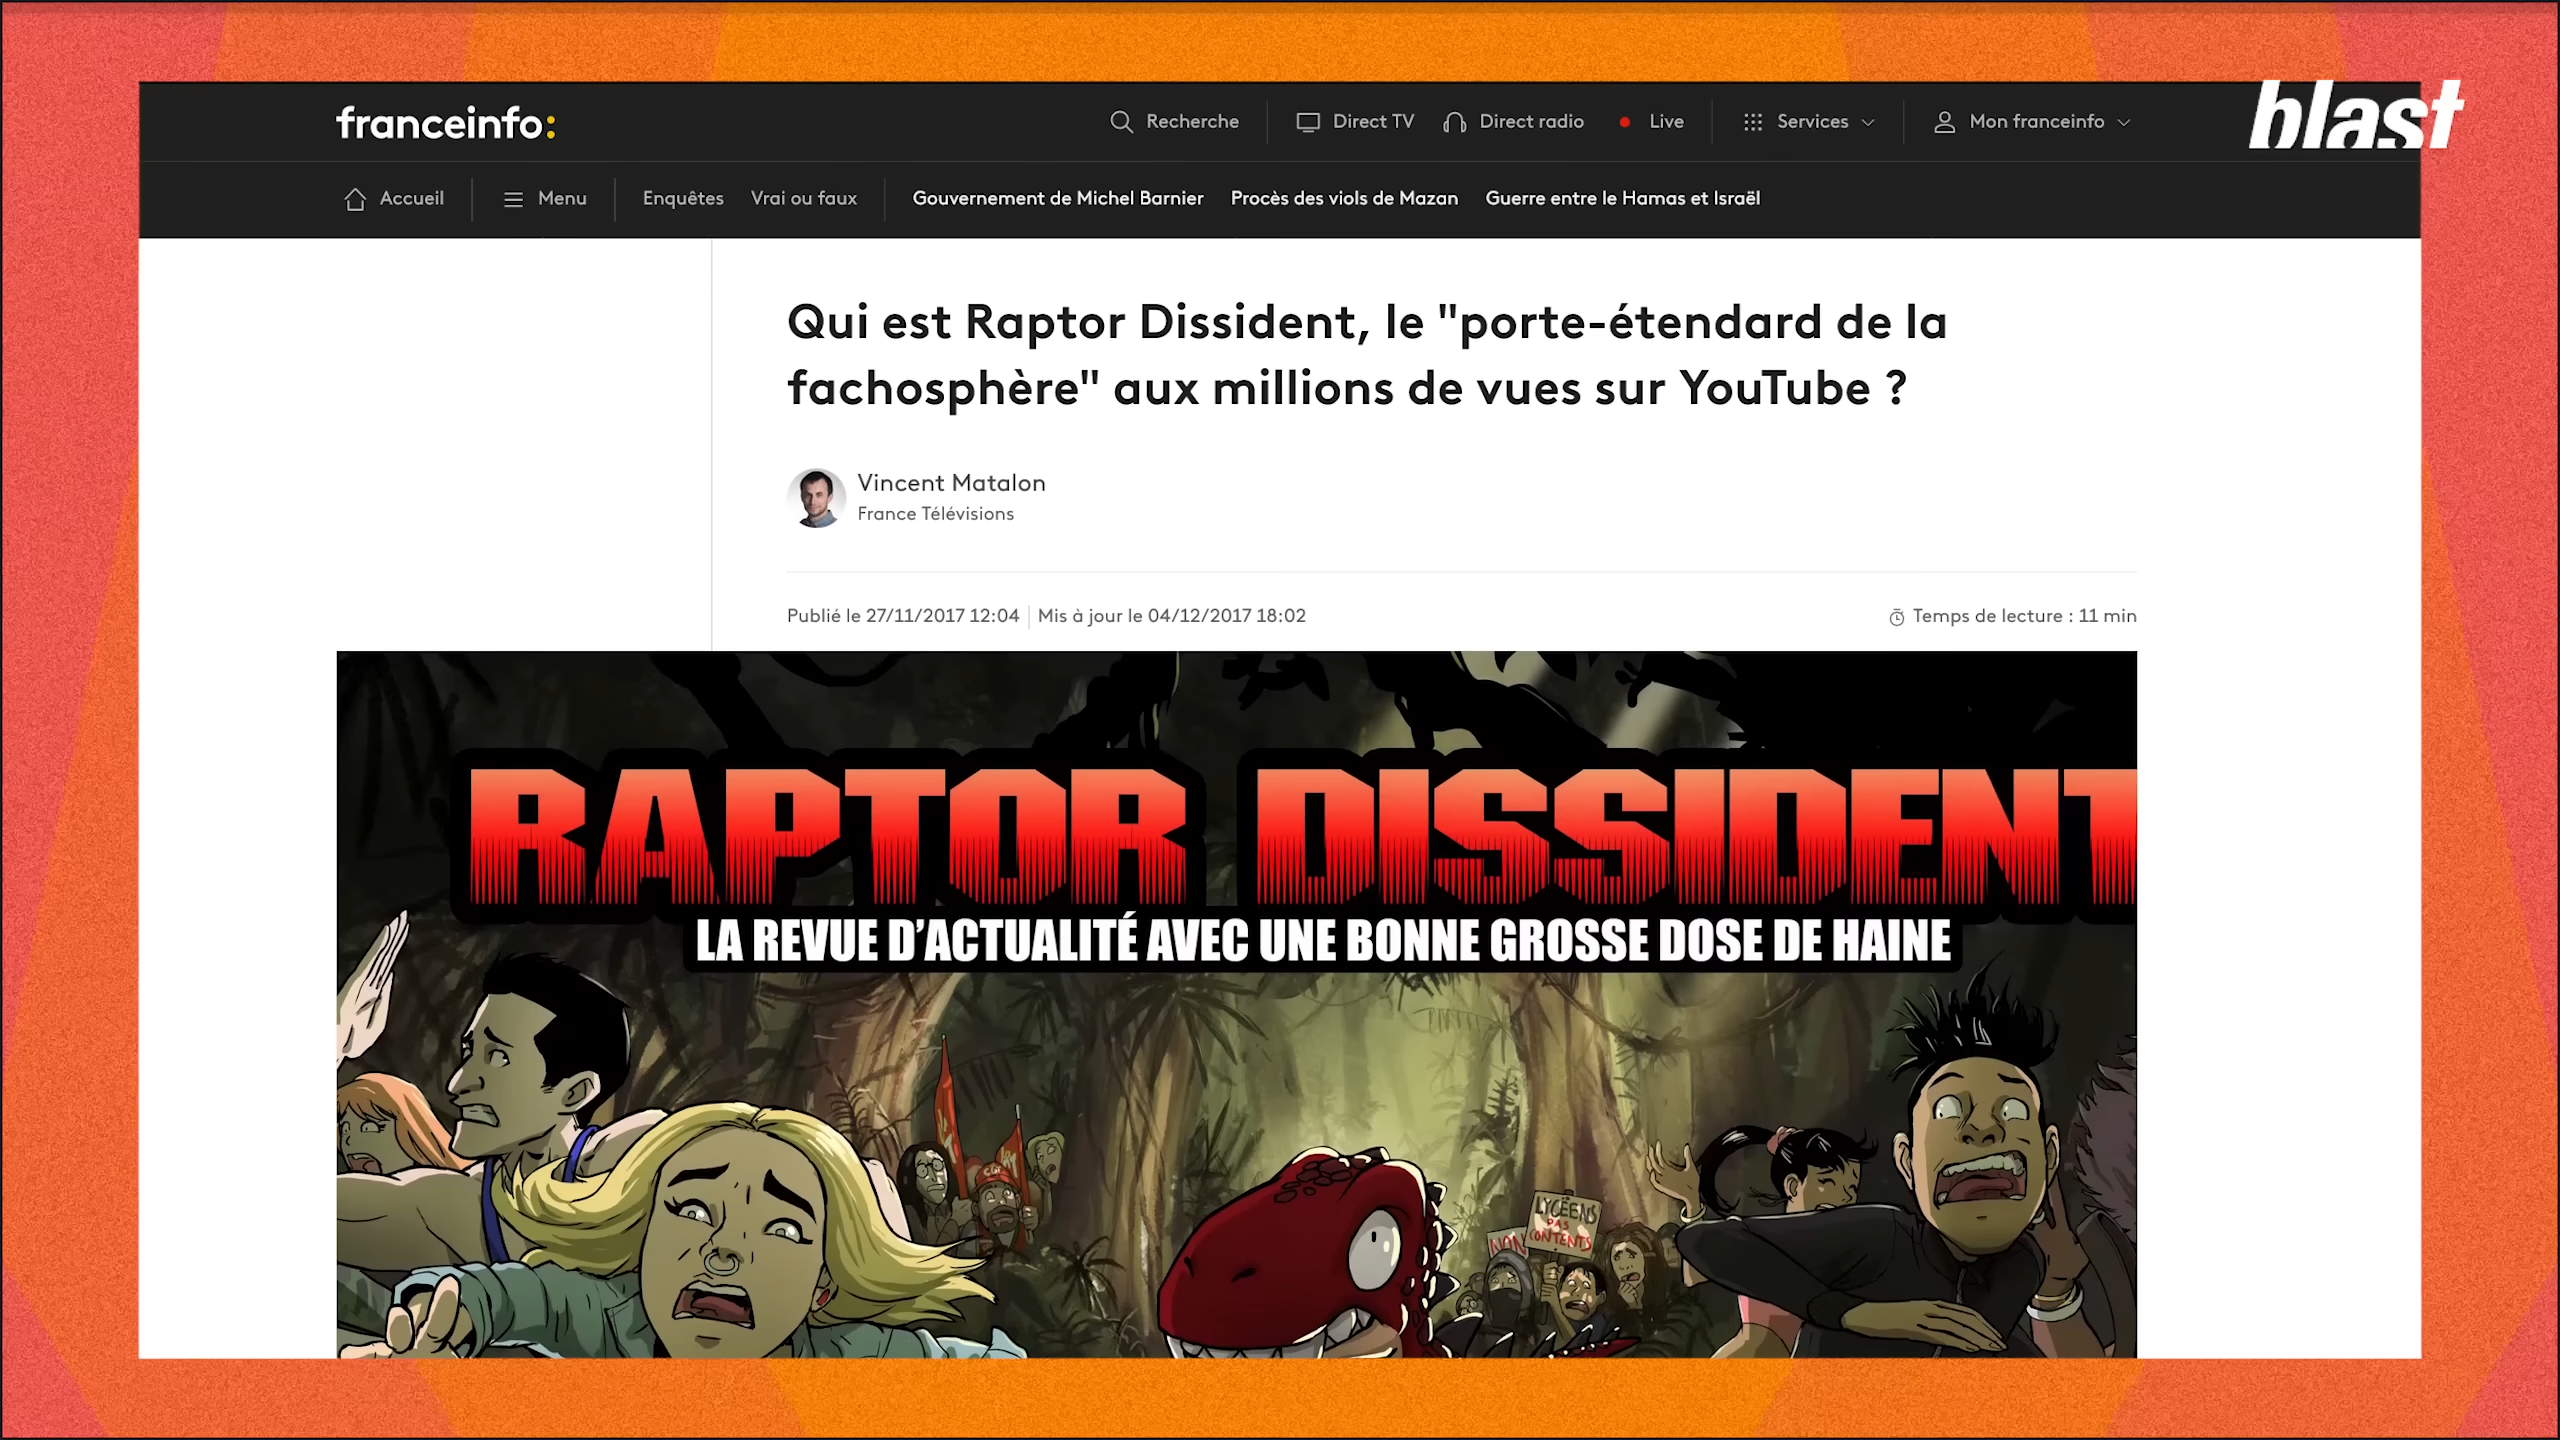 blast
franceinfo:
Recherche
Direct TV
Direct radio
Live
Services
Mon franceinfo
Accueil
Menu
Enquêtes
Vrai ou faux
Gouvernement de Michel Barnier
Procès des viols de Mazan
Guerre entre le Hamas et Israël
Qui est Raptor Dissident, le "porte-étendard de la
fachosphère" aux millions de vues sur YouTube ?
Vincent Matalon
France Télévisions
Publié le 27/11/2017 12:04
Mis à jour le 04/12/2017 18:02
Temps de lecture : 11 min
RAPTOR DISSIDENT
LA REVUE D'ACTUALITÉ AVEC UNE BONNE GROSSE DOSE DE HAINE
CGT
NON
LYCÉENS
PAS
CONTENTS